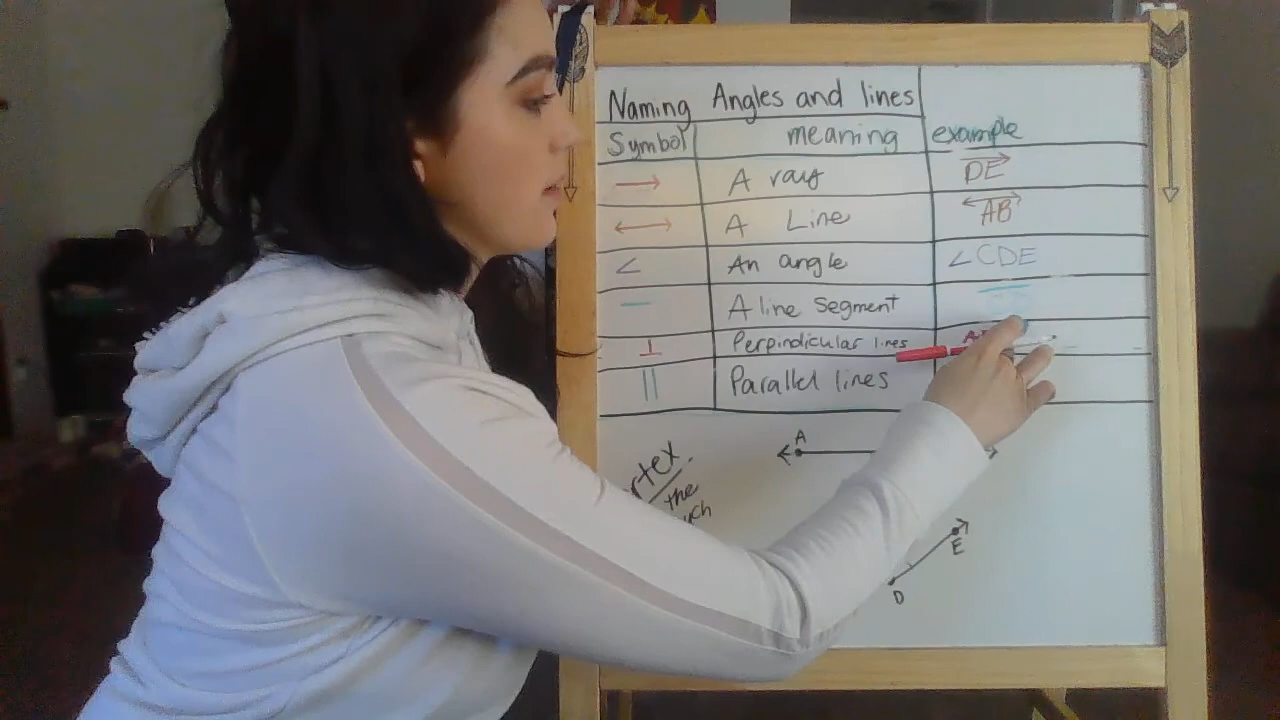 Naming Angles and lines
Symbol meaning example
→ A ray DE
↔ A Line AB
∠ An angle ∠CDE
— A line segment
⊥ Perpindicular lines
|| Parallel lines
A
the
E
D